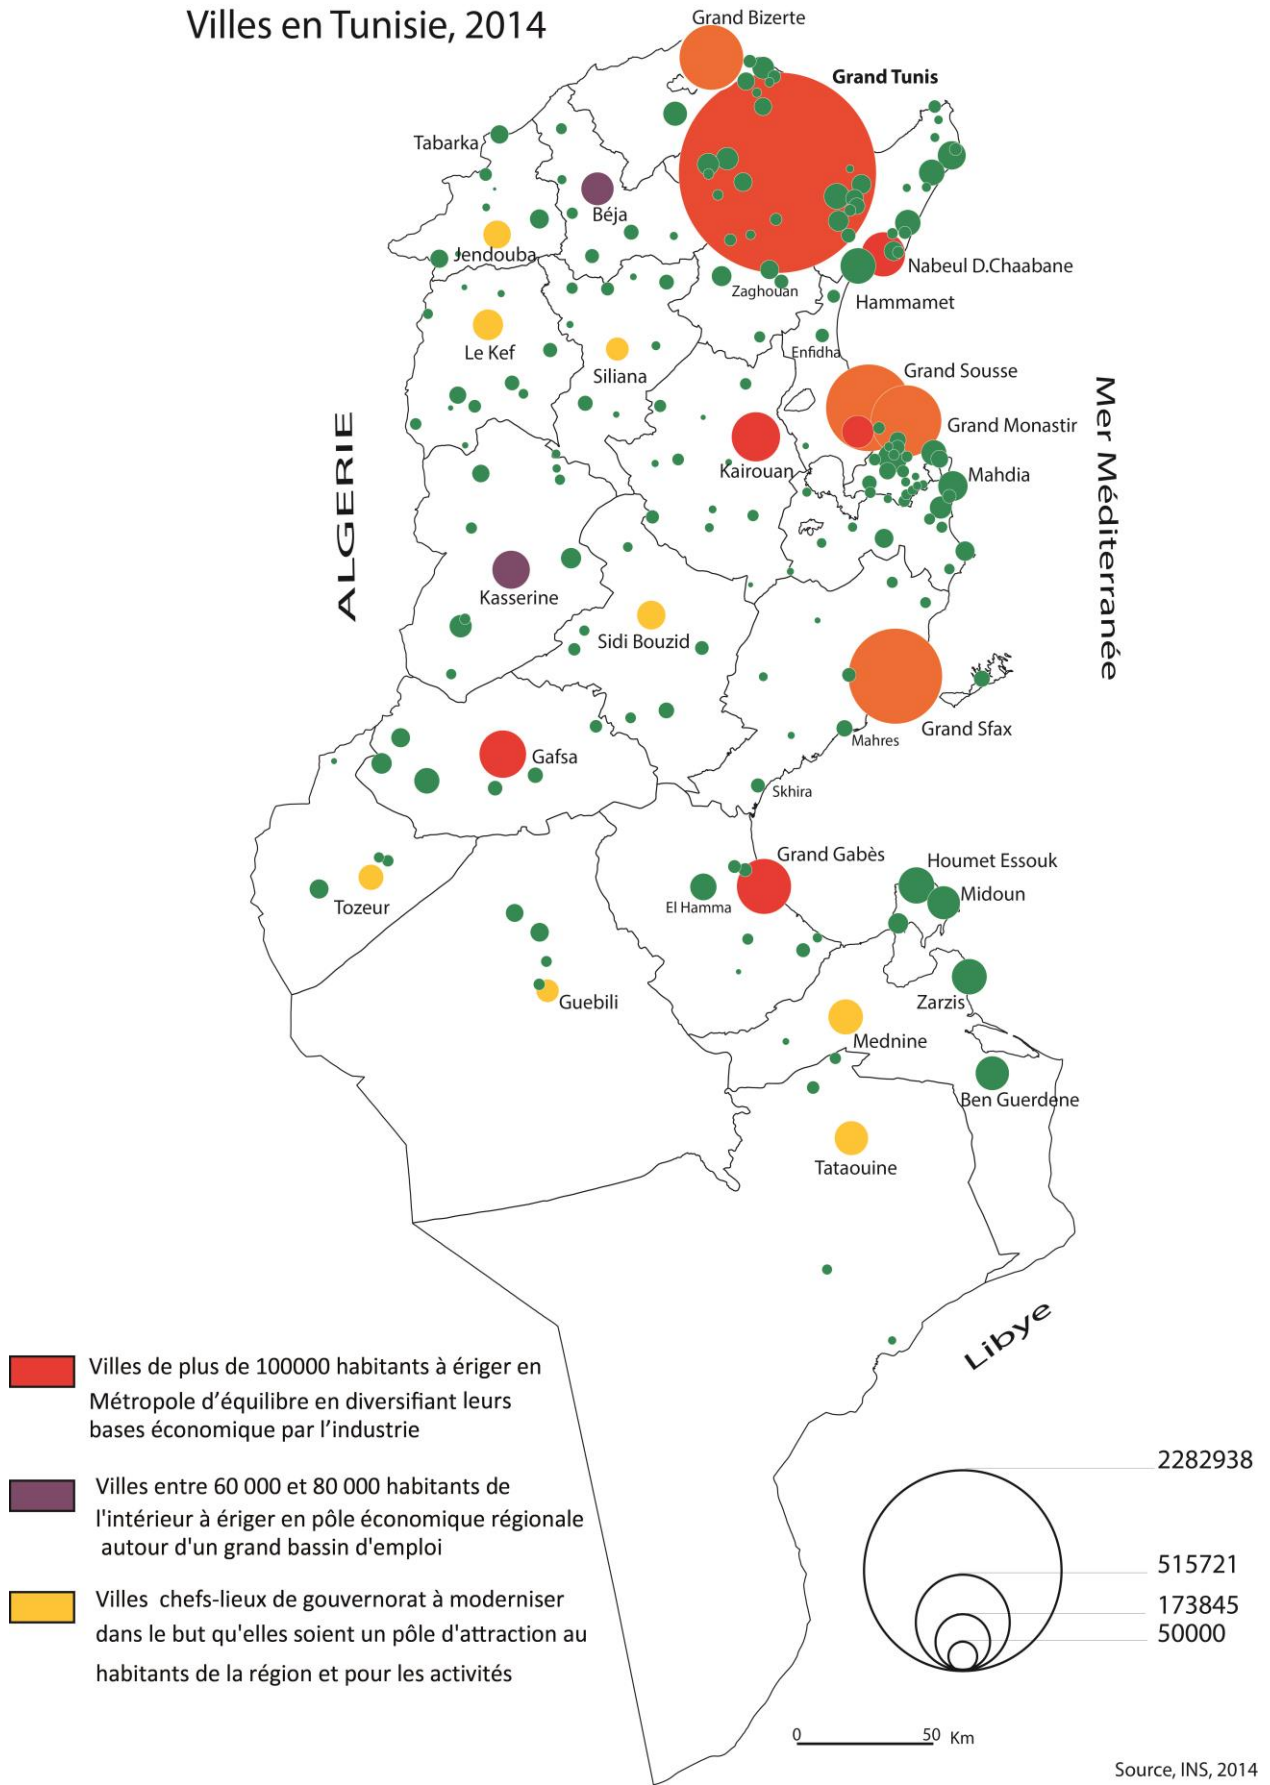 Villes en Tunisie, 2014
Grand Bizerte
Grand Tunis
Tabarka
Béja
Jendouba
Nabeul D.Chaabane
Zaghouan
Hammamet
Le Kef
Enfidha
Siliana
Grand Sousse
Grand Monastir
ALGERIE
Mer Méditerranée
Kairouan
Mahdia
Kasserine
Sidi Bouzid
Grand Sfax
Mahres
Gafsa
Skhira
Grand Gabès
Houmet Essouk
Midoun
El Hamma
Tozeur
Guebili
Zarzis
Mednine
Ben Guerdene
Tataouine
Libye
Villes de plus de 100000 habitants à ériger en
Métropole d'équilibre en diversifiant leurs
bases économique par l'industrie
Villes entre 60 000 et 80 000 habitants de
l'intérieur à ériger en pôle économique régionale
autour d'un grand bassin d'emploi
Villes chefs-lieux de gouvernorat à moderniser
dans le but qu'elles soient un pôle d'attraction au
habitants de la région et pour les activités
2282938
515721
173845
50000
0 50 Km
Source, INS, 2014